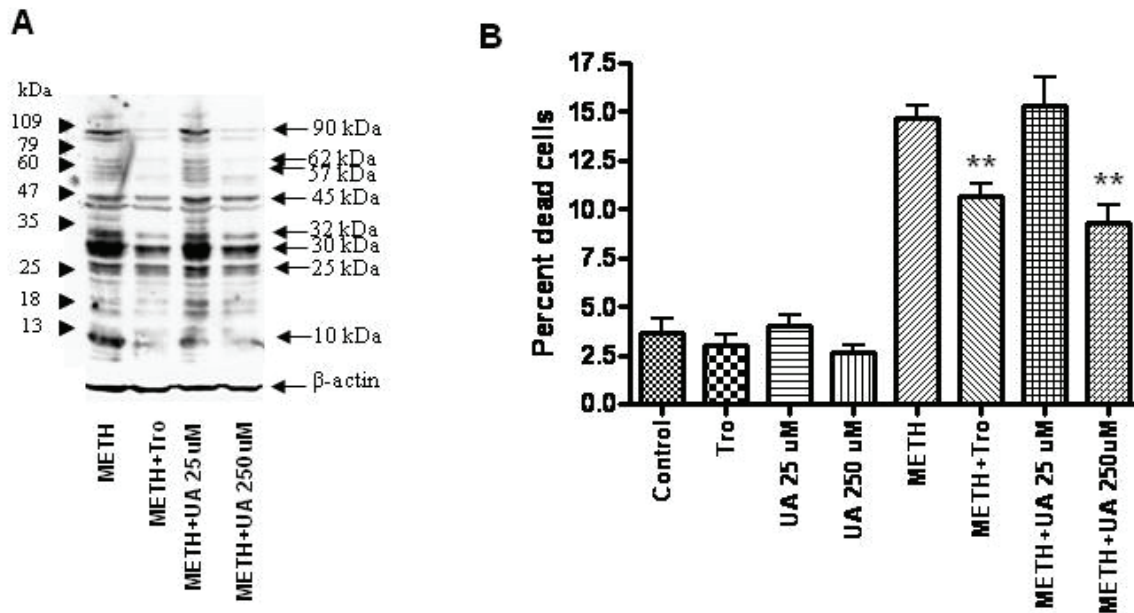 A
kDa
109
79
60
47
35
25
18
13
90 kDa
62 kDa
57 kDa
45 kDa
32 kDa
30 kDa
25 kDa
10 kDa
β-actin
METH
METH+Tro
METH+UA 25 uM
METH+UA 250 uM
B
Percent dead cells
17.5
15.0
12.5
10.0
7.5
5.0
2.5
0.0
**
**
Control
Tro
UA 25 uM
UA 250 uM
METH
METH+Tro
METH+UA 25 uM
METH+UA 250uM